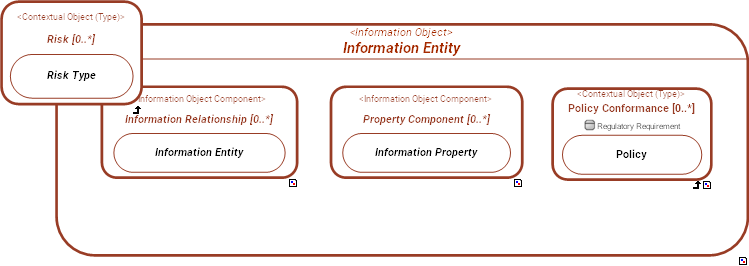 <Contextual Object (Type)>
Risk [0..*]
Risk Type
<Information Object>
Information Entity
Information Object Component>
Information Relationship [0..*]
Information Entity
<Information Object Component>
Property Component [0..*]
Information Property
<Contextual Object (Type)>
Policy Conformance [0..*]
Regulatory Requirement
Policy